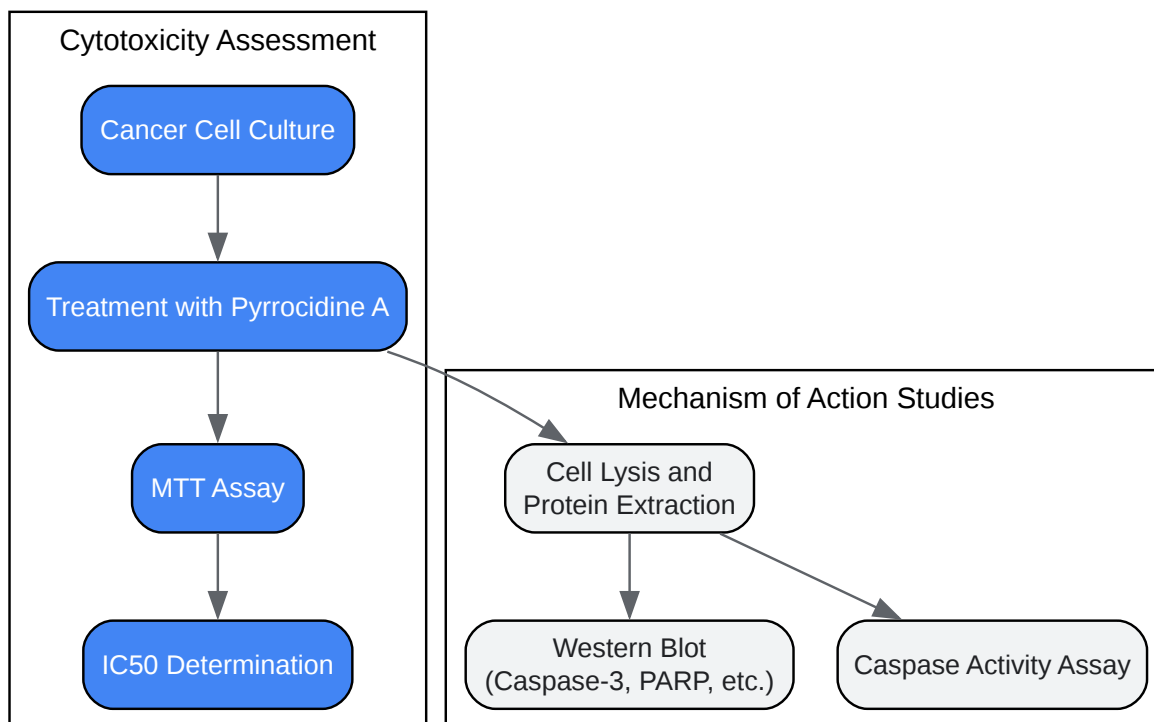 Cytotoxicity Assessment
Cancer Cell Culture
Treatment with Pyrrocidine A
MTT Assay
IC50 Determination
Mechanism of Action Studies
Cell Lysis and
Protein Extraction
Western Blot
(Caspase-3, PARP, etc.)
Caspase Activity Assay